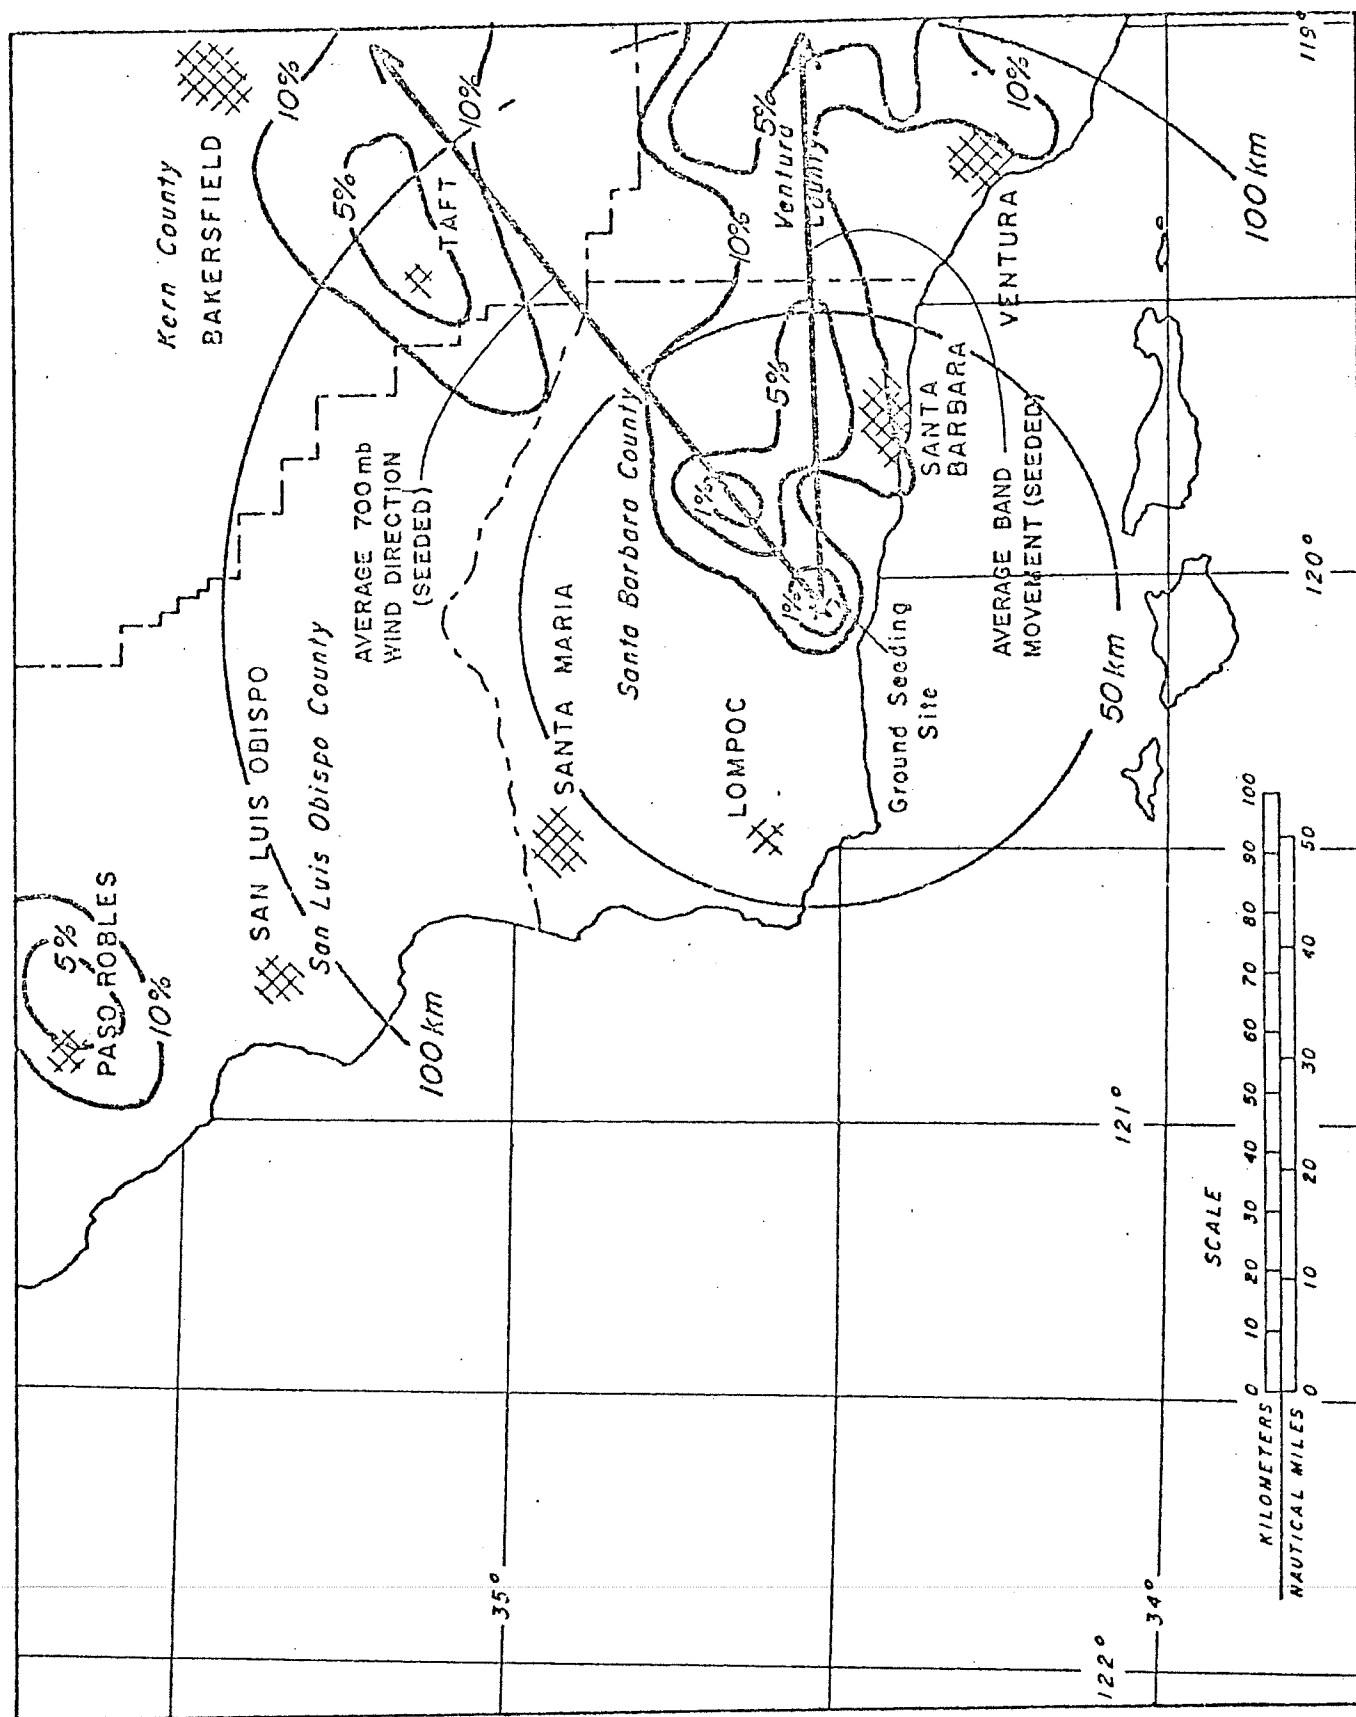 Kern County
BAKERSFIELD
10%
5%
TAFT
10%
PASO ROBLES
5%
10%
SAN LUIS OBISPO
San Luis Obispo County
100 km
AVERAGE 700 mb
WIND DIRECTION
(SEEDED)
SANTA MARIA
Santa Barbara County
LOMPOC
1%
1%
5%
10%
5%
Ventura
County
10%
VENTURA
SANTA
BARBARA
Ground Seeding
Site
AVERAGE BAND
MOVEMENT (SEEDED)
50 km
100 km
35°
34°
122°
121°
120°
119°
SCALE
0 10 20 30 40 50 60 70 80 90 100
KILOMETERS
NAUTICAL MILES
0 10 20 30 40 50